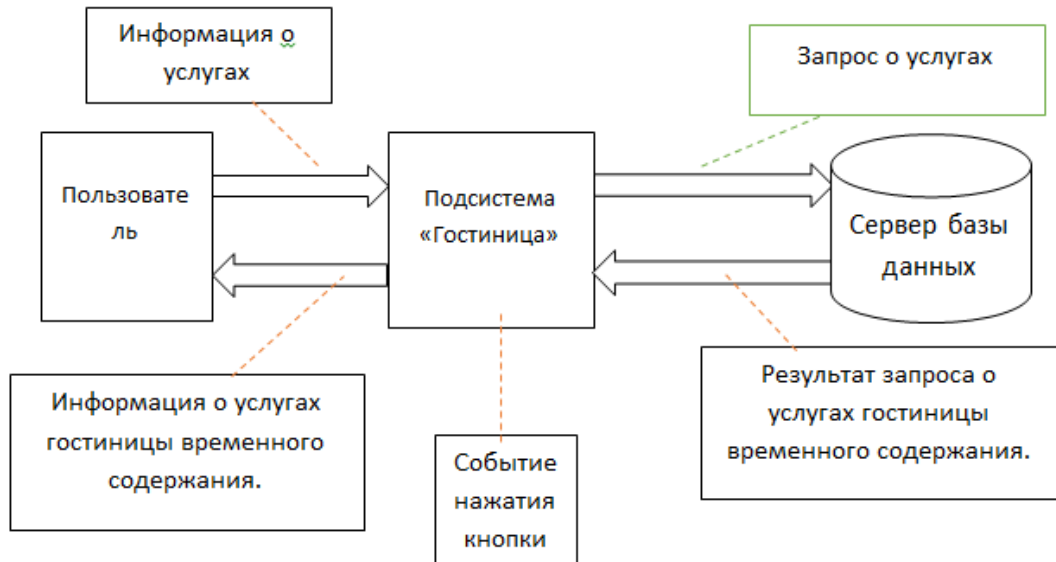 Информация о
услугах
Запрос о услугах
Пользовате
ль
Подсистема
«Гостиница»
Сервер базы
данных
Информация о услугах
гостиницы временного
содержания.
Событие
нажатия
кнопки
Результат запроса о
услугах гостиницы
временного содержания.